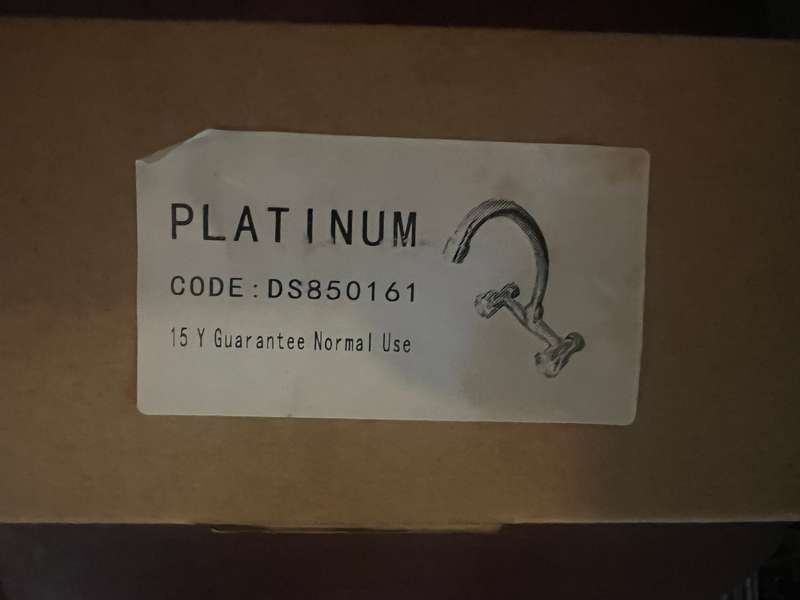 PLATINUM
CODE:DS850161
15 Y Guarantee Normal Use